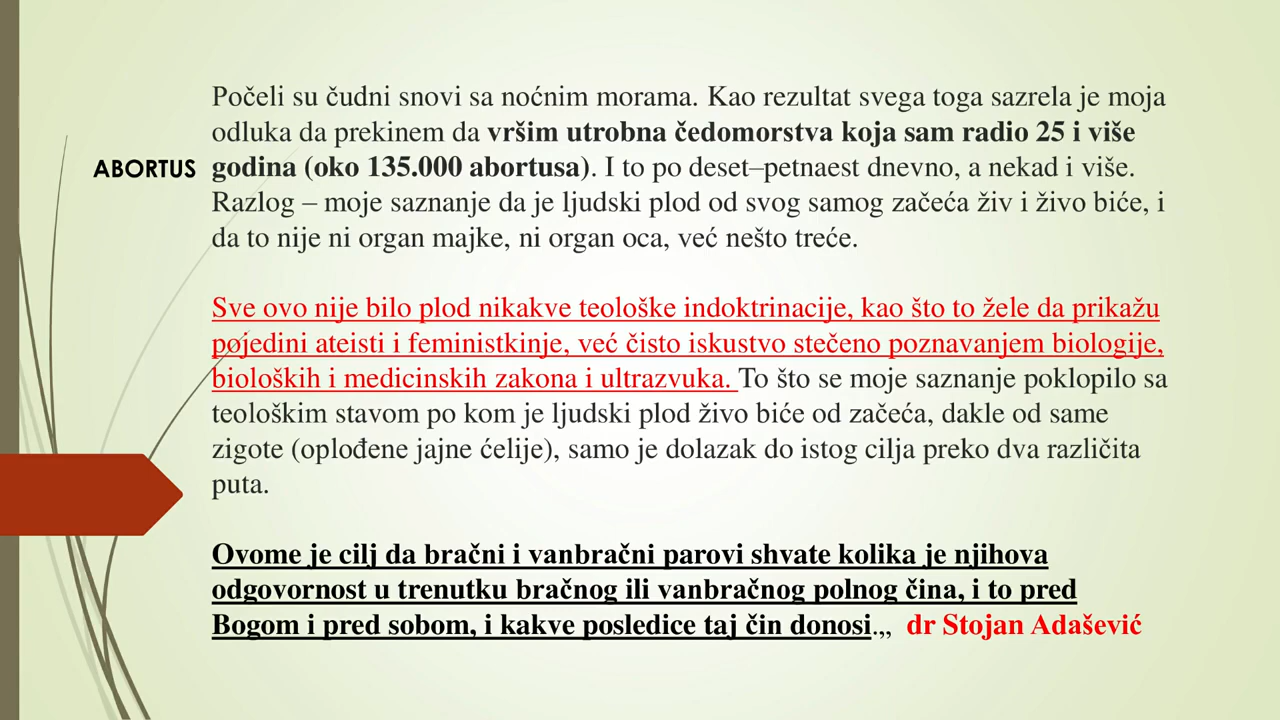 Počeli su čudni snovi sa noćnim morama. Kao rezultat svega toga sazrela je moja
odluka da prekinem da vršim utrobna čedomorstva koja sam radio 25 i više
ABORTUS
godina (oko 135.000 abortusa). I to po deset–petnaest dnevno, a nekad i više.
Razlog – moje saznanje da je ljudski plod od svog samog začeća živ i živo biće, i
da to nije ni organ majke, ni organ oca, već nešto treće.
Sve ovo nije bilo plod nikakve teološke indoktrinacije, kao što to žele da prikažu
pojedini ateisti i feministkinje, već čisto iskustvo stečeno poznavanjem biologije,
bioloških i medicinskih zakona i ultrazvuka. To što se moje saznanje poklopilo sa
teološkim stavom po kom je ljudski plod živo biće od začeća, dakle od same
zigote (oplođene jajne ćelije), samo je dolazak do istog cilja preko dva različita
puta.
Ovome je cilj da bračni i vanbračni parovi shvate kolika je njihova
odgovornost u trenutku bračnog ili vanbračnog polnog čina, i to pred
Bogom i pred sobom, i kakve posledice taj čin donosi.„ dr Stojan Adašević